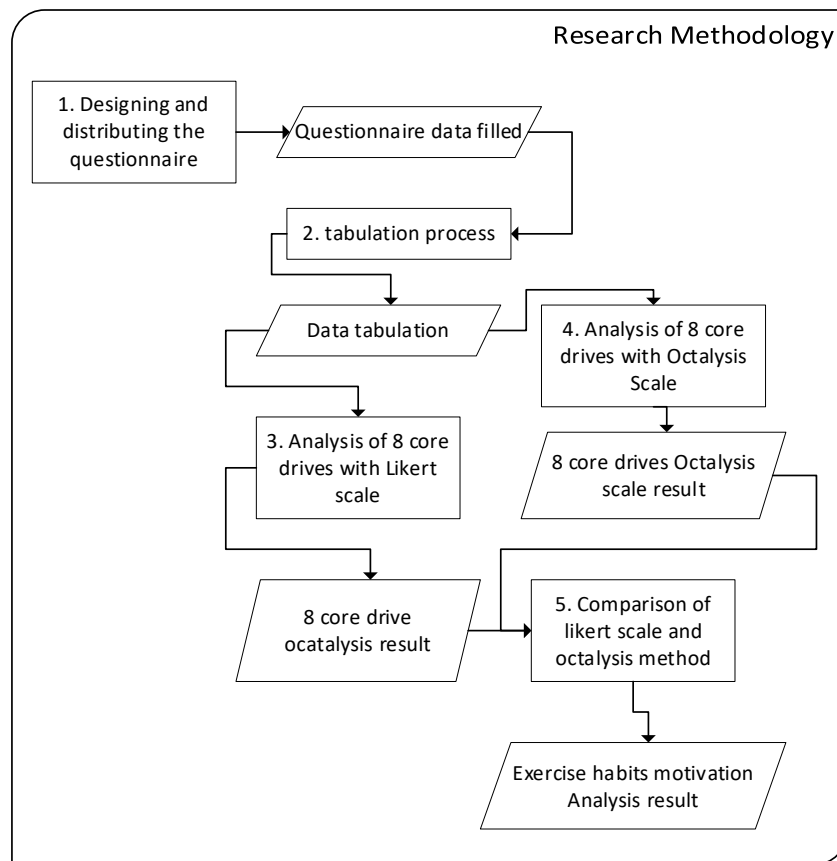 Research Methodology
1. Designing and
distributing the
questionnaire
Questionnaire data filled
2. tabulation process
Data tabulation
4. Analysis of 8 core
drives with Octalysis
Scale
3. Analysis of 8 core
drives with Likert
scale
8 core drives Octalysis
scale result
8 core drive
ocatalysis result
5. Comparison of
likert scale and
octalysis method
Exercise habits motivation
Analysis result